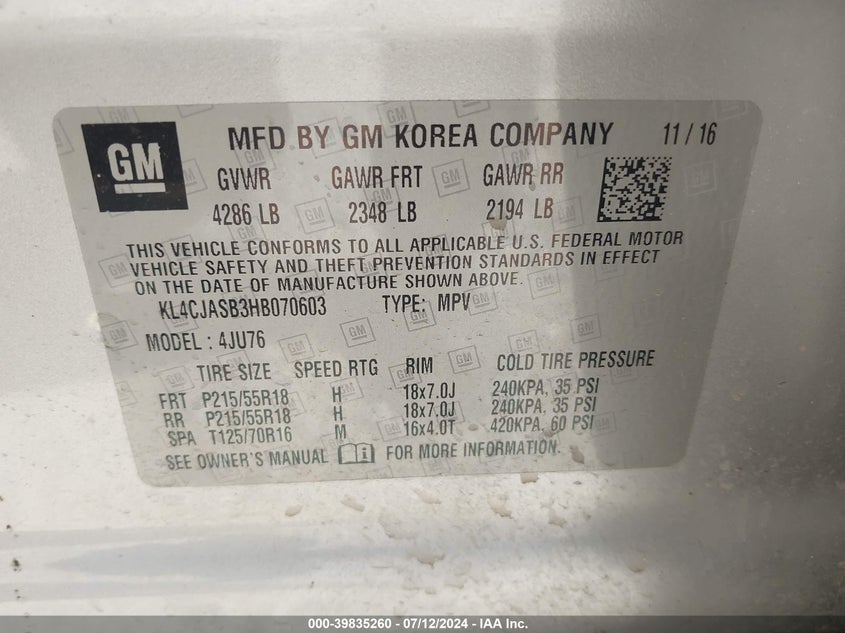 GM MFD BY GM KOREA COMPANY 11 / 16
GVWR GAWR FRT GAWR RR
4286 LB 2348 LB 2194 LB
THIS VEHICLE CONFORMS TO ALL APPLICABLE U.S. FEDERAL MOTOR
VEHICLE SAFETY AND THEFT PREVENTION STANDARDS IN EFFECT
ON THE DATE OF MANUFACTURE SHOWN ABOVE.
KL4CJASB3HB070603 TYPE: MPV
MODEL : 4JU76
TIRE SIZE SPEED RTG RIM COLD TIRE PRESSURE
FRT P215/55R18 H 18x7.0J 240KPA, 35 PSI
RR P215/55R18 H 18x7.0J 240KPA, 35 PSI
SPA T125/70R16 M 16x4.0T 420KPA, 60 PSI
SEE OWNER'S MANUAL FOR MORE INFORMATION.
000-39835260 - 07/12/2024 - IAA Inc.